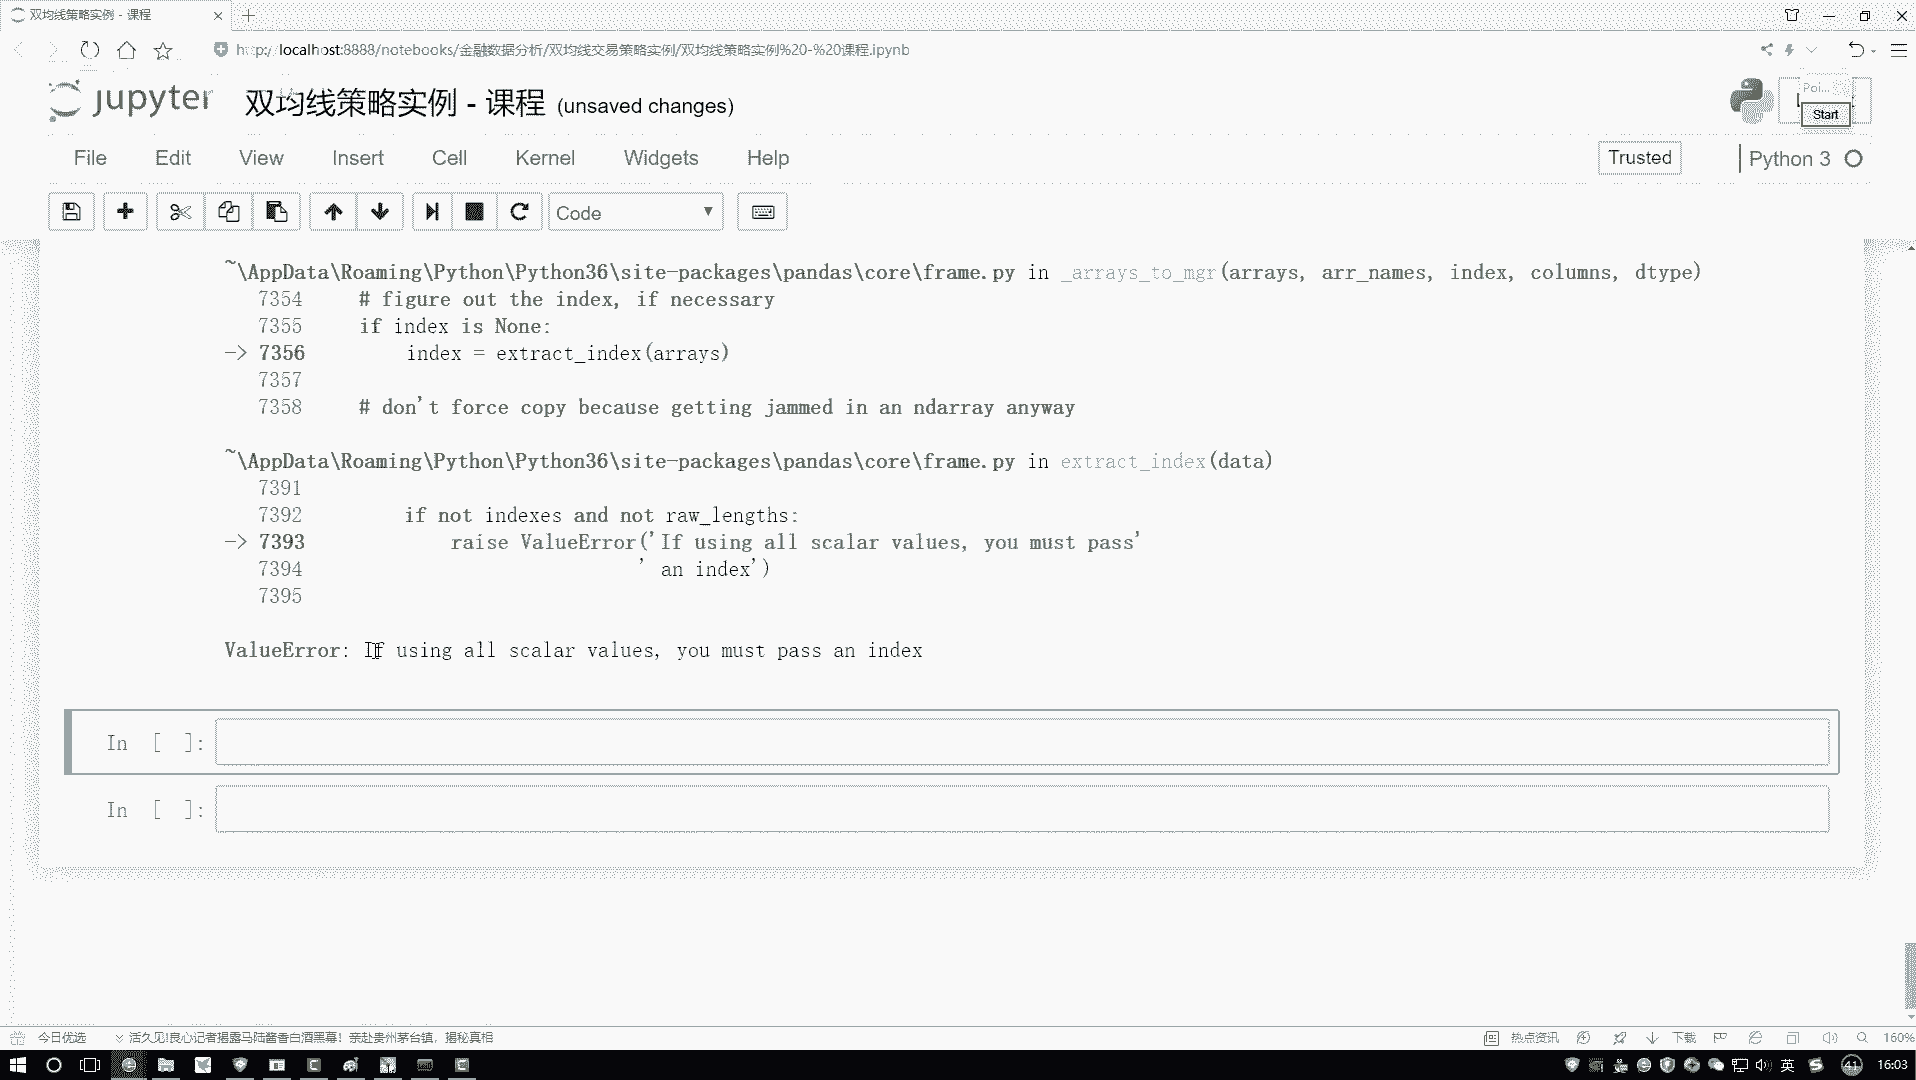 双均线策略实例 - 课程
http://localhost:8888/notebooks/金融数据分析/双均线交易策略实例/双均线策略实例%20-%20课程.ipynb
jupyter 双均线策略实例 - 课程 (unsaved changes)
Poi...
Start
File Edit View Insert Cell Kernel Widgets Help
Trusted
Python 3
Code
~\AppData\Roaming\Python\Python36\site-packages\pandas\core\frame.py in _arrays_to_mgr(arrays, arr_names, index, columns, dtype)
7354 # figure out the index, if necessary
7355 if index is None:
-> 7356 index = extract_index(arrays)
7357
7358 # don't force copy because getting jammed in an ndarray anyway
~\AppData\Roaming\Python\Python36\site-packages\pandas\core\frame.py in extract_index(data)
7391
7392 if not indexes and not raw_lengths:
-> 7393 raise ValueError('If using all scalar values, you must pass'
7394 ' an index')
7395
ValueError: If using all scalar values, you must pass an index
In [ ]:
In [ ]:
今日优选 活久见!良心记者揭露马陆酱香白酒黑幕! 亲赴贵州茅台镇，揭秘真相
热点资讯 下载 160%
英 41 16:03